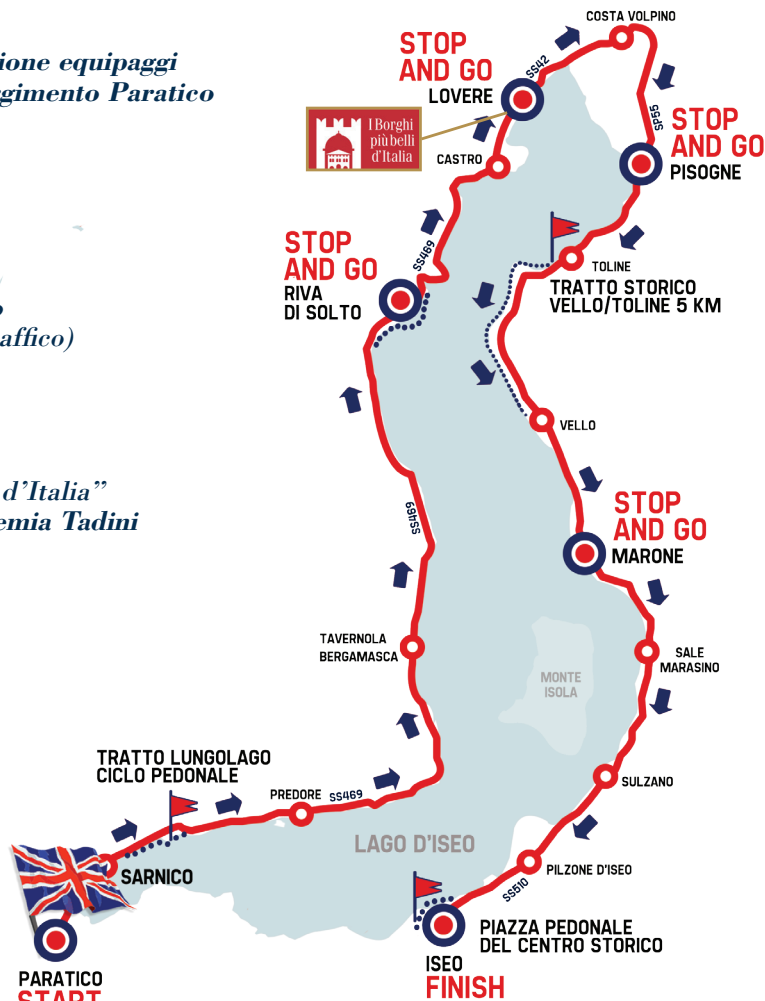 ione equipaggi
gimento Paratico
affico)
d’Italia”
emia Tadini
COSTA VOLPINO
STOP
AND GO
LOVERE
SS42
I Borghi
più belli
d’Italia
CASTRO
SP55
STOP
AND GO
PISOGNE
STOP
AND GO
RIVA
DI SOLTO
SS469
TOLINE
TRATTO STORICO
VELLO/TOLINE 5 KM
VELLO
SS469
STOP
AND GO
MARONE
TAVERNOLA
BERGAMASCA
SALE
MARASINO
MONTE
ISOLA
TRATTO LUNGOLAGO
CICLO PEDONALE
PREDORE
SS469
SULZANO
LAGO D'ISEO
SARNICO
PILZONE D'ISEO
SS510
PIAZZA PEDONALE
DEL CENTRO STORICO
ISEO
FINISH
PARATICO
START